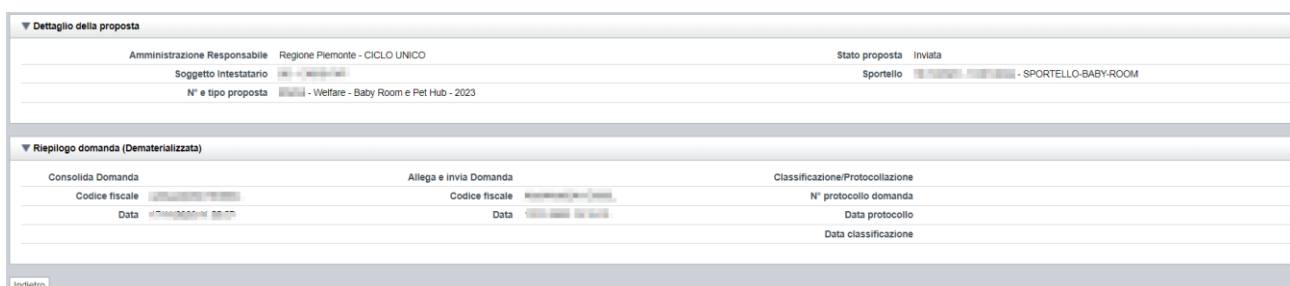 Dettaglio della proposta
Amministrazione Responsabile Regione Piemonte - CICLO UNICO Stato proposta Inviata
Soggetto Intestatario Sportello - SPORTELLO-BABY-ROOM
N° e tipo proposta - Welfare - Baby Room e Pet Hub - 2023
Riepilogo domanda (Dematerializzata)
Consolida Domanda Allega e invia Domanda Classificazione/Protocollazione
Codice fiscale Codice fiscale N° protocollo domanda
Data Data Data protocollo
Data classificazione
Indietro